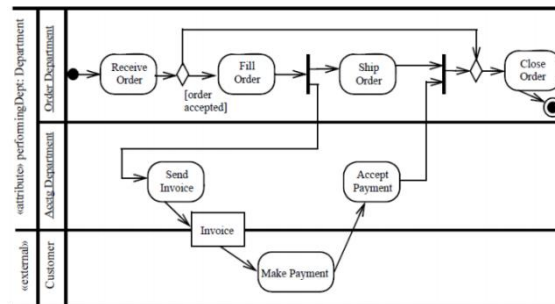 «attribute» performingDept: Department
Order Department
Receive
Order
Fill
Order
Ship
Order
Close
Order
[order
accepted]
Acctg Department
Send
Invoice
Accept
Payment
Invoice
«external»
Customer
Make Payment